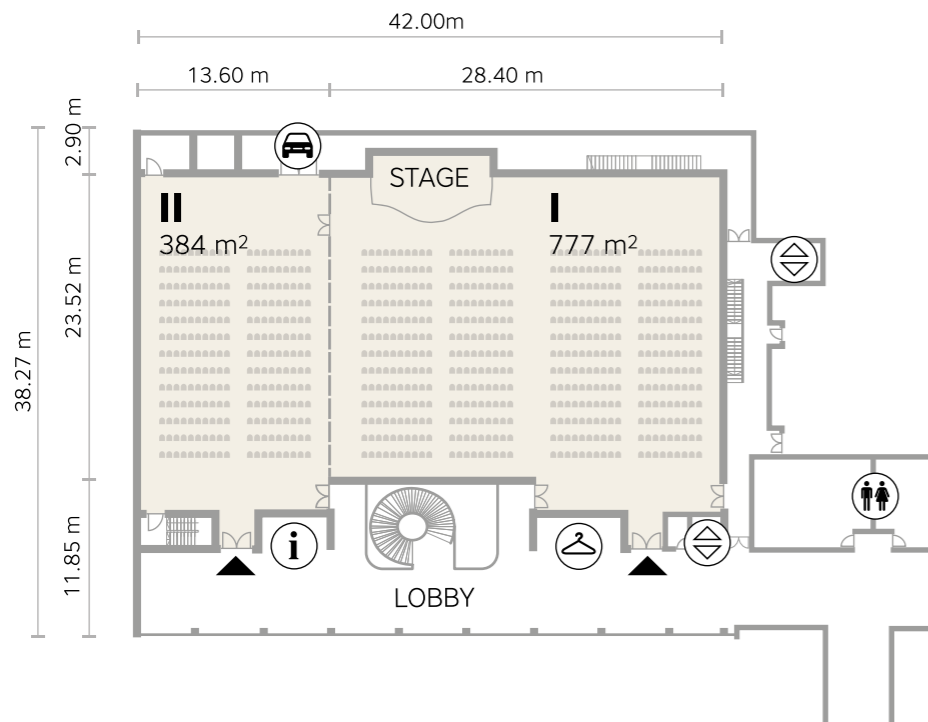 42.00m
13.60 m
28.40 m
2.90 m
STAGE
II
384 m²
I
777 m²
23.52 m
38.27 m
11.85 m
i
LOBBY